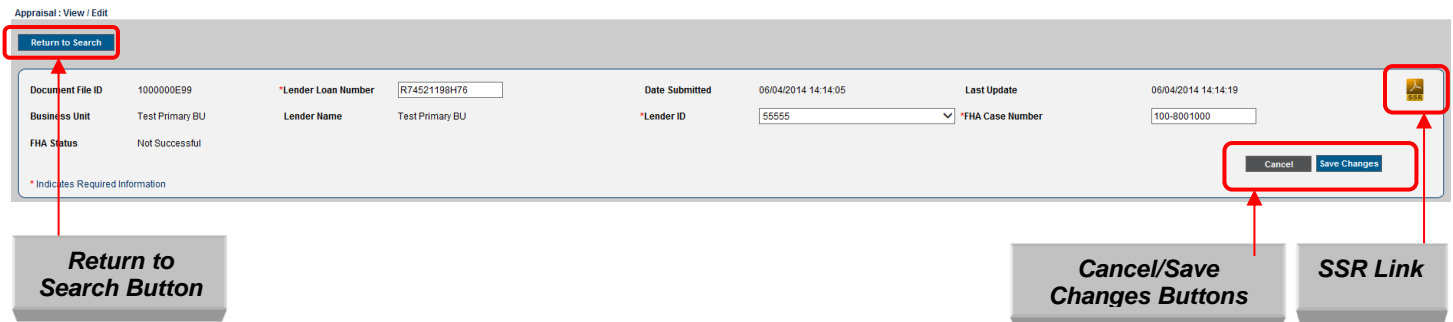 Appraisal : View / Edit
Return to Search
Document File ID 1000000E99 *Lender Loan Number R74521198H76 Date Submitted 06/04/2014 14:14:05 Last Update 06/04/2014 14:14:19 SSR
Business Unit Test Primary BU Lender Name Test Primary BU *Lender ID 55555 *FHA Case Number 100-8001000
FHA Status Not Successful
Cancel Save Changes
* Indicates Required Information
Return to
Search Button
Cancel/Save
Changes Buttons
SSR Link